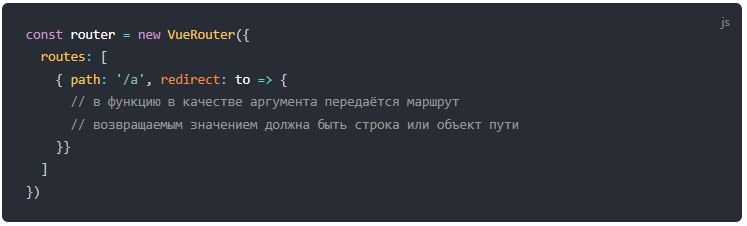 js
const router = new VueRouter({
  routes: [
    { path: '/a', redirect: to => {
      // в функцию в качестве аргумента передаётся маршрут
      // возвращаемым значением должна быть строка или объект пути
    }}
  ]
})